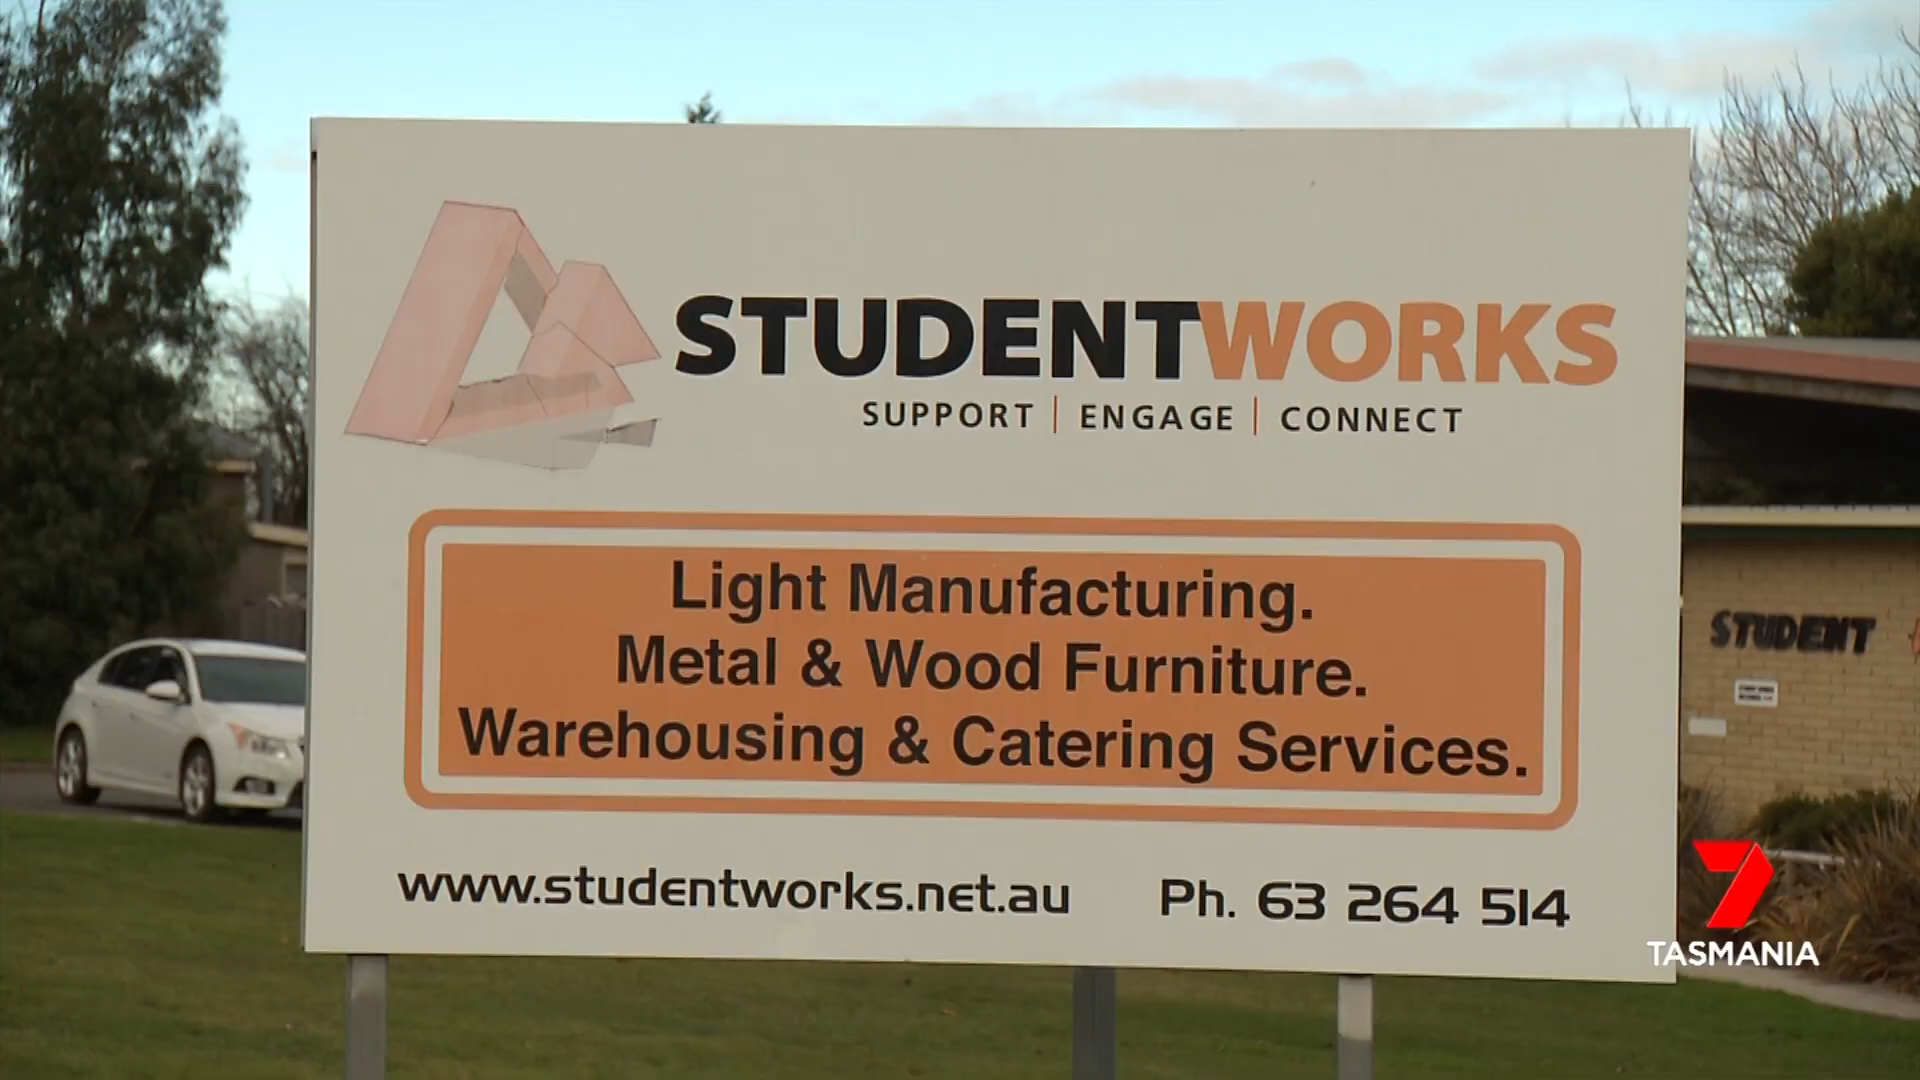 STUDENTWORKS
SUPPORT | ENGAGE | CONNECT
Light Manufacturing.
Metal & Wood Furniture.
Warehousing & Catering Services.
www.studentworks.net.au Ph. 63 264 514
STUDENT
7
TASMANIA